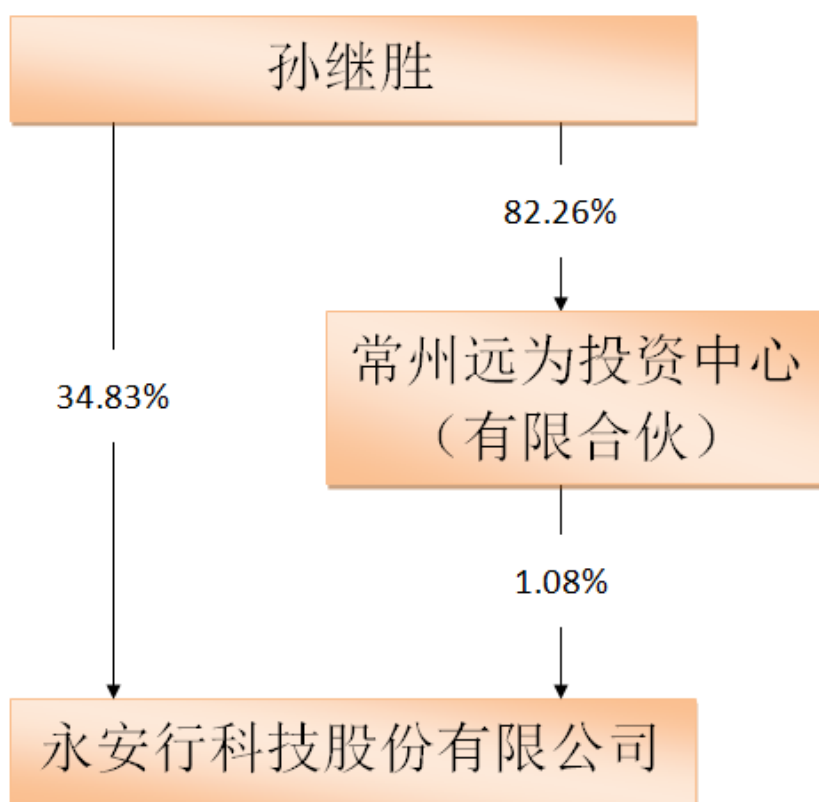 孙继胜
82.26%
常州远为投资中心
（有限合伙）
34.83%
1.08%
永安行科技股份有限公司